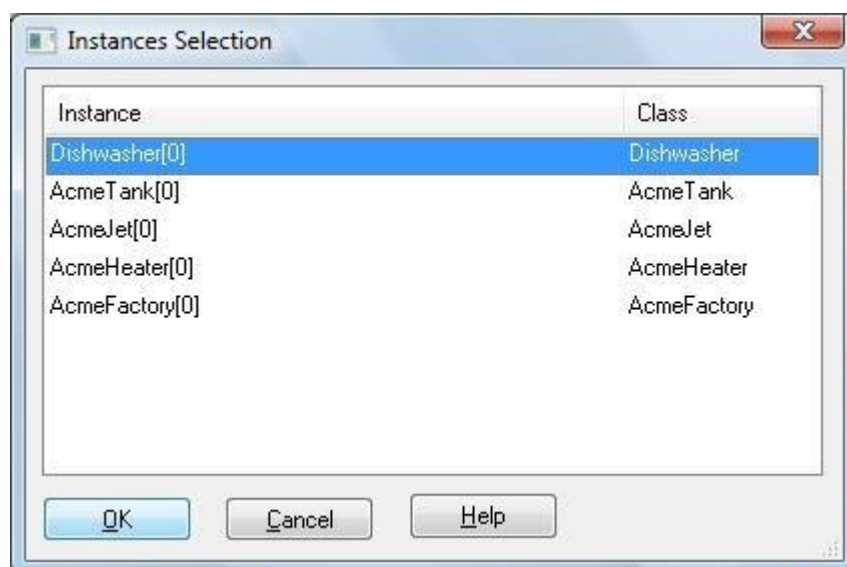 Instances Selection
Instance Class
Dishwasher[0] Dishwasher
AcmeTank[0] AcmeTank
AcmeJet[0] AcmeJet
AcmeHeater[0] AcmeHeater
AcmeFactory[0] AcmeFactory
OK Cancel Help